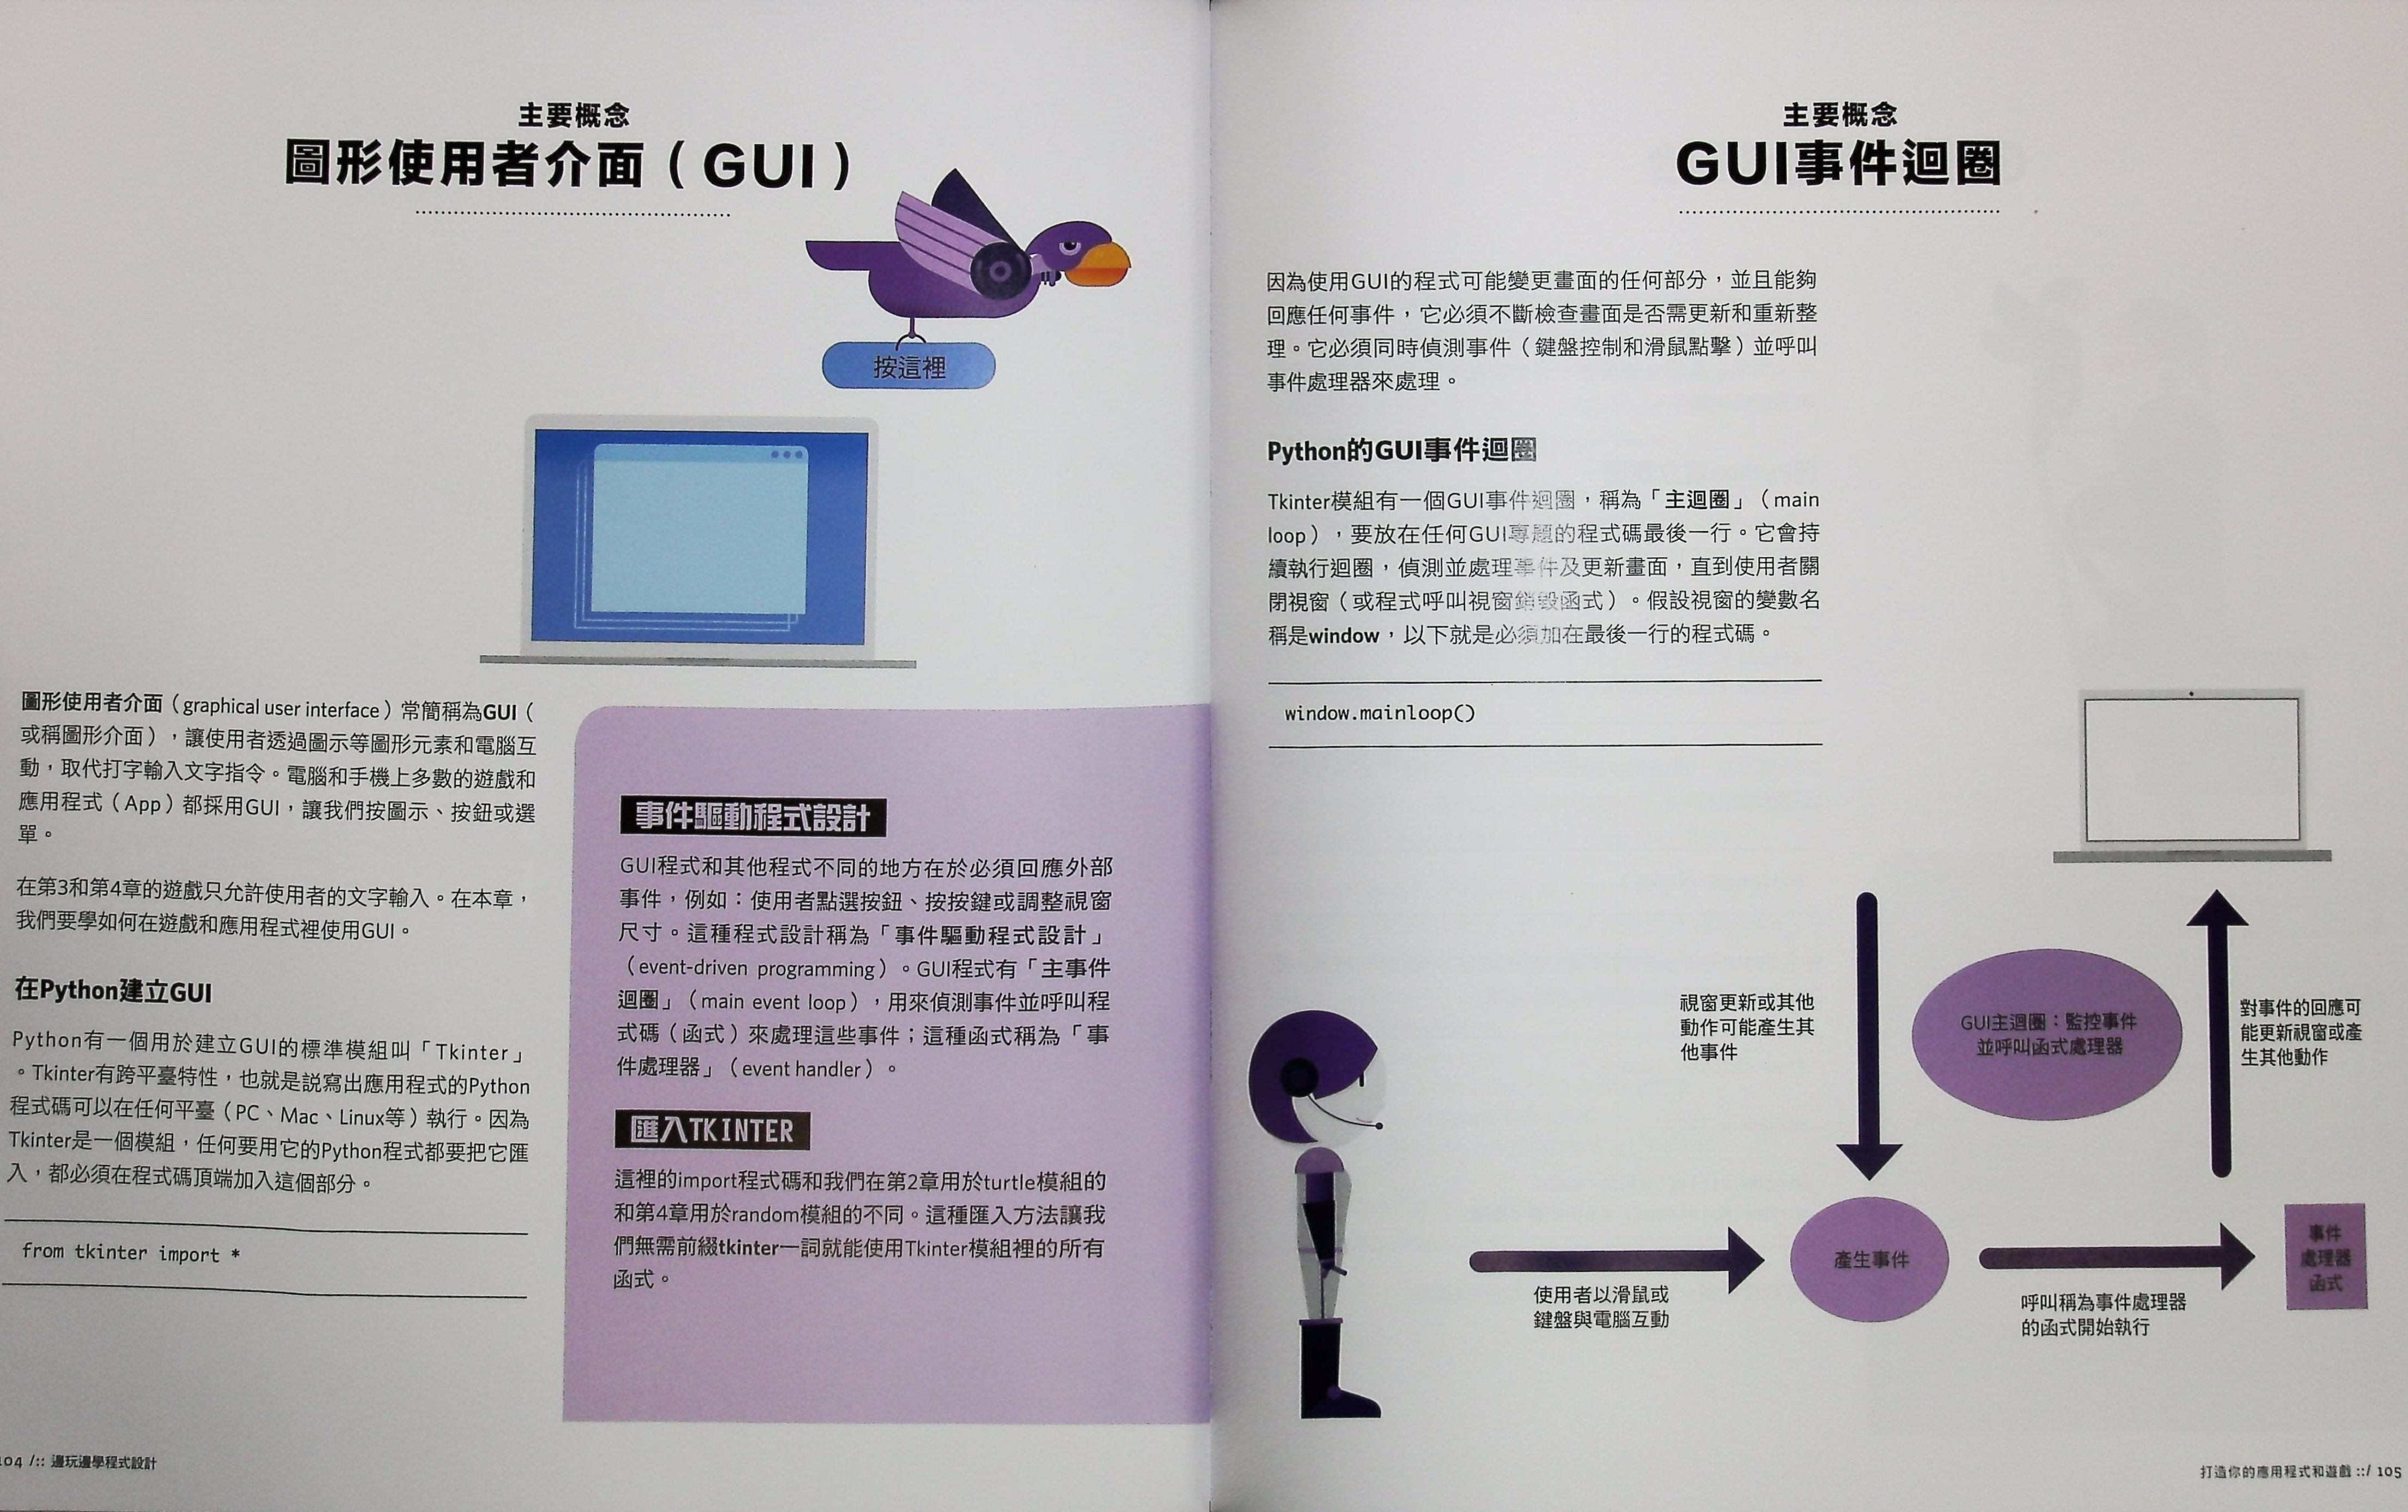 主要概念
圖形使用者介面（GUI）
按這裡
圖形使用者介面（graphical user interface）常簡稱為GUI（
或稱圖形介面），讓使用者透過圖示等圖形元素和電腦互
動，取代打字輸入文字指令。電腦和手機上多數的遊戲和
應用程式（App）都採用GUI，讓我們按圖示、按鈕或選
單。
在第3和第4章的遊戲只允許使用者的文字輸入。在本章，
我們要學如何在遊戲和應用程式裡使用GUI。
在Python建立GUI
Python有一個用於建立GUI的標準模組叫「Tkinter」
。Tkinter有跨平臺特性，也就是說寫出應用程式的Python
程式碼可以在任何平臺（PC、Mac、Linux等）執行。因為
Tkinter是一個模組，任何要用它的Python程式都要把它匯
入，都必須在程式碼頂端加入這個部分。
from tkinter import *
事件驅動程式設計
GUI程式和其他程式不同的地方在於必須回應外部
事件，例如：使用者點選按鈕、按按鍵或調整視窗
尺寸。這種程式設計稱為「事件驅動程式設計」
（event-driven programming）。GUI程式有「主事件
迴圈」（main event loop），用來偵測事件並呼叫程
式碼（函式）來處理這些事件；這種函式稱為「事
件處理器」（event handler）。
匯入TKINTER
這裡的import程式碼和我們在第2章用於turtle模組的
和第4章用於random模組的不同。這種匯入方法讓我
們無需前綴tkinter一詞就能使用Tkinter模組裡的所有
函式。
104 /:: 邊玩邊學程式設計
主要概念
GUI事件迴圈
因為使用GUI的程式可能變更畫面的任何部分，並且能夠
回應任何事件，它必須不斷檢查畫面是否需更新和重新整
理。它必須同時偵測事件（鍵盤控制和滑鼠點擊）並呼叫
事件處理器來處理。
Python的GUI事件迴圈
Tkinter模組有一個GUI事件迴圈，稱為「主迴圈」（main
loop），要放在任何GUI專題的程式碼最後一行。它會持
續執行迴圈，偵測並處理事件及更新畫面，直到使用者關
閉視窗（或程式呼叫視窗銷毀函式）。假設視窗的變數名
稱是window，以下就是必須加在最後一行的程式碼。
window.mainloop()
視窗更新或其他
動作可能產生其
他事件
GUI主迴圈：監控事件
並呼叫函式處理器
對事件的回應可
能更新視窗或產
生其他動作
使用者以滑鼠或
鍵盤與電腦互動
產生事件
呼叫稱為事件處理器
的函式開始執行
事件
處理器
函式
打造你的應用程式和遊戲 ::/ 105